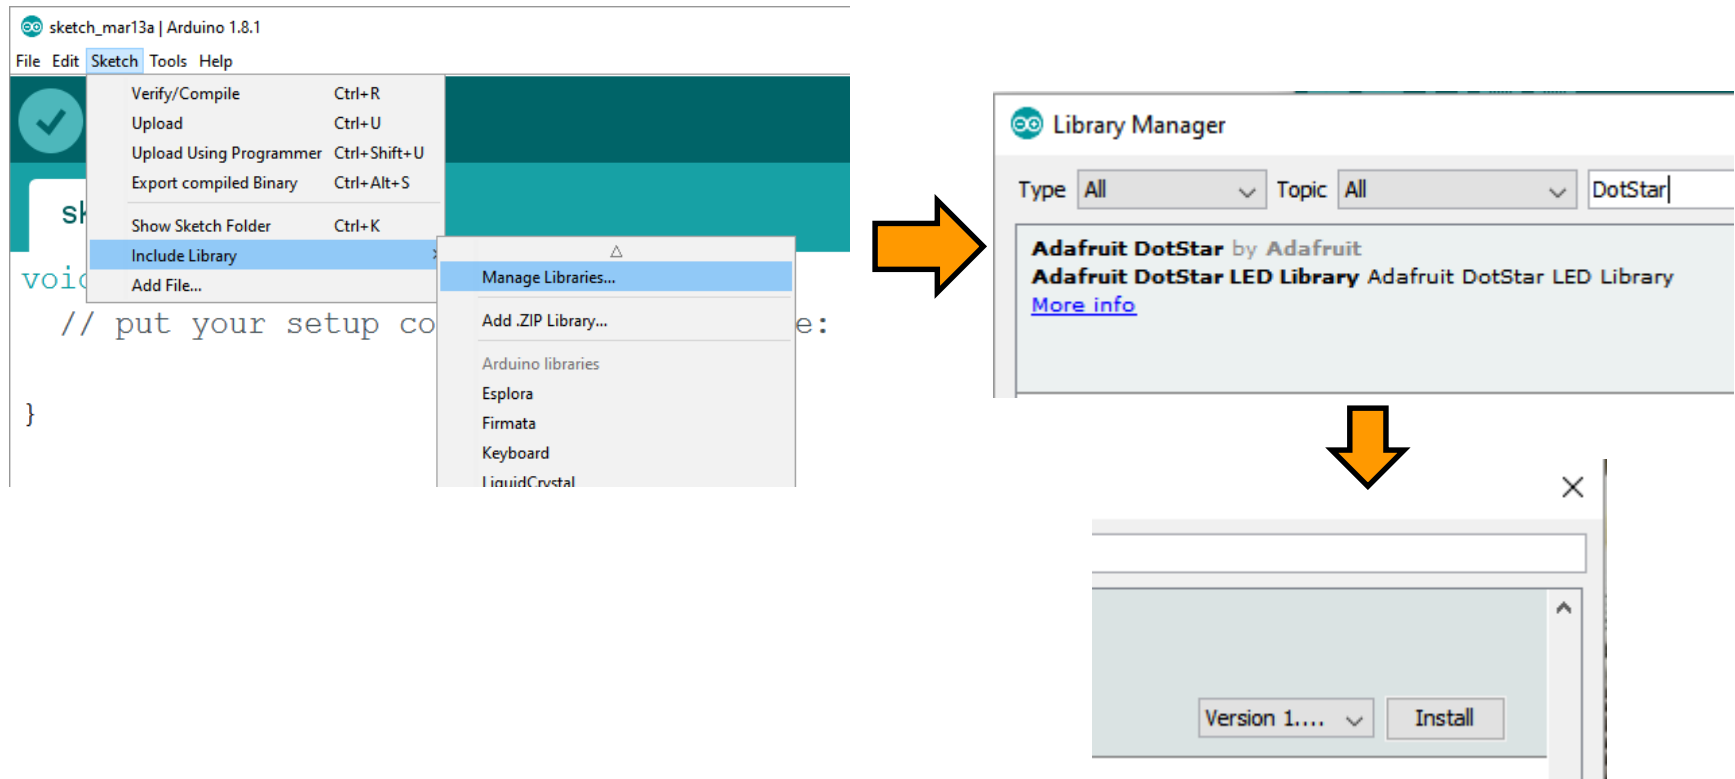 sketch_mar13a | Arduino 1.8.1
File Edit Sketch Tools Help
Verify/Compile Ctrl+R
Upload Ctrl+U
Upload Using Programmer Ctrl+Shift+U
Export compiled Binary Ctrl+Alt+S
Show Sketch Folder Ctrl+K
Include Library
Add File...
Manage Libraries...
Add .ZIP Library...
Arduino libraries
Esplora
Firmata
Keyboard
LiquidCrystal
sk
void
// put your setup co e:
}
Library Manager
Type All Topic All DotStar
Adafruit DotStar by Adafruit
Adafruit DotStar LED Library Adafruit DotStar LED Library
More info
Version 1.... Install